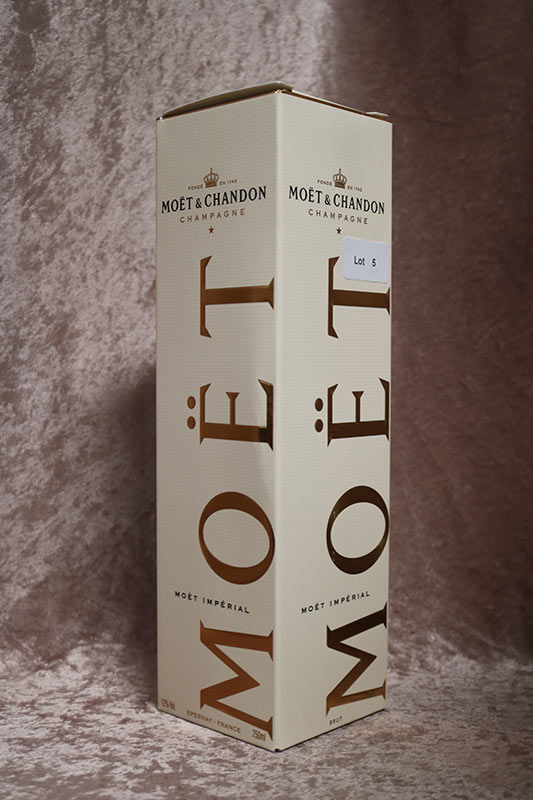 FONDÉ EN 1743
MOËT & CHANDON
CHAMPAGNE
MOËT
MOËT IMPÉRIAL
12% Vol.
EPERNAY - FRANCE
750ml
FONDÉ EN 1743
MOËT & CHANDON
CHAMPAGNE
Lot 5
MOËT
MOËT IMPÉRIAL
BRUT